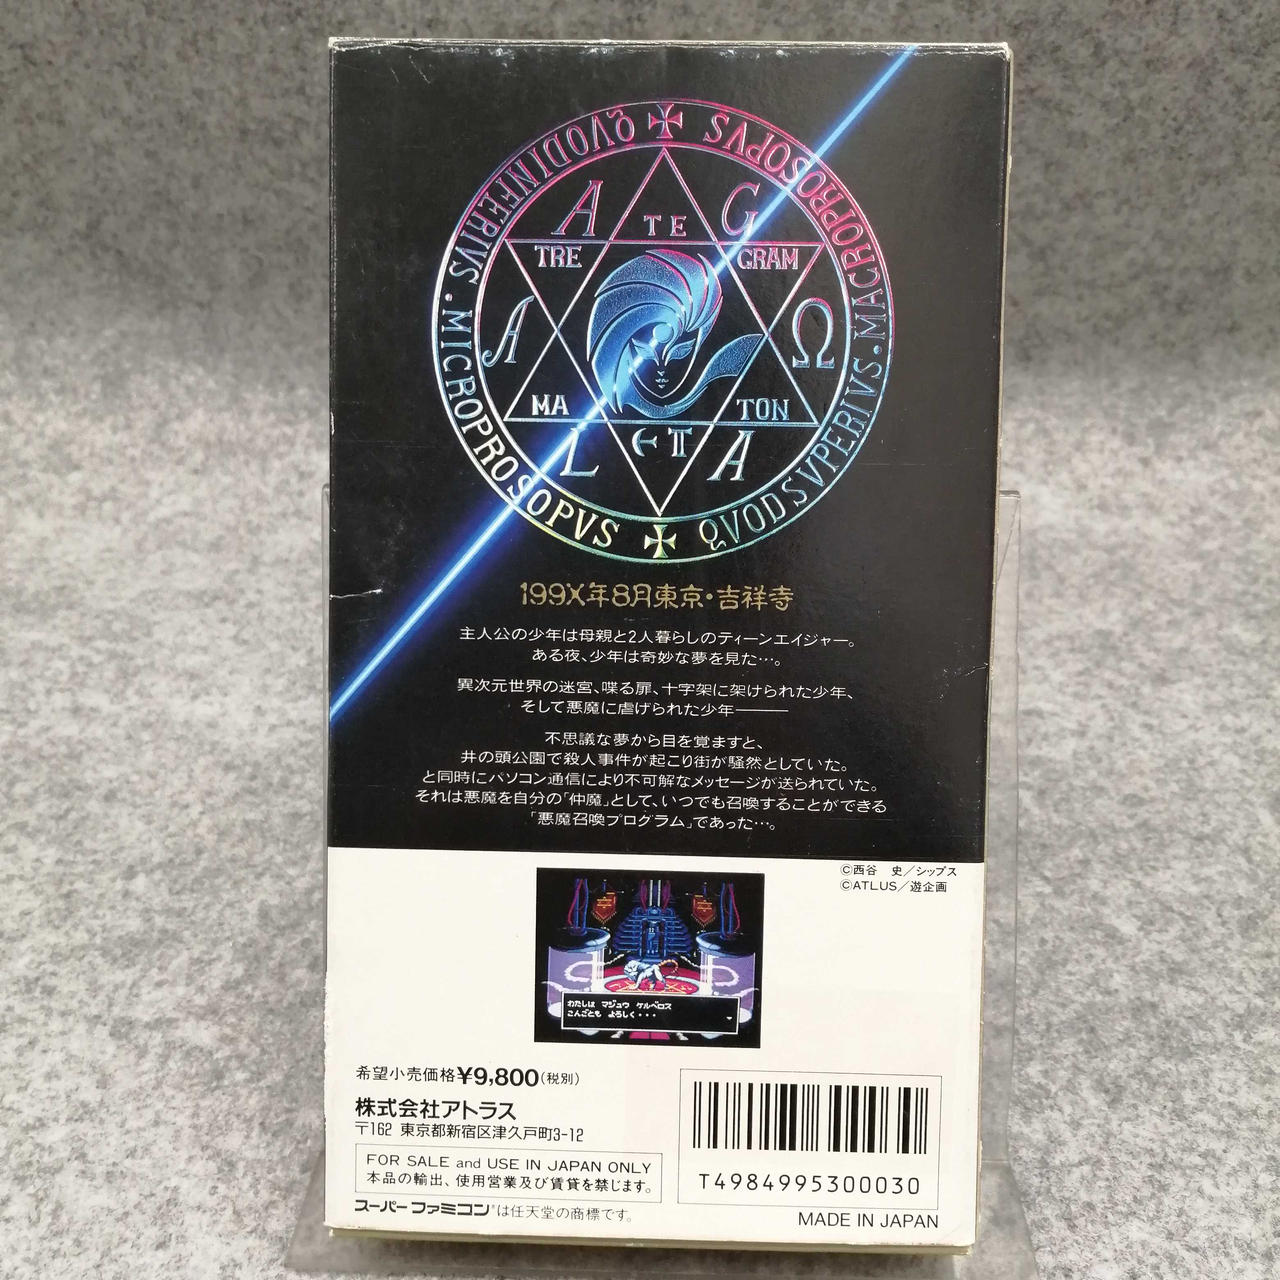 QVODINFERIVS . MICROPROSOPVS
QVODSVPERIVS . MACROPROSOPVS
A TE G
TRE GRAM
A Ω
MA TON
L A
199X年8月東京・吉祥寺
主人公の少年は母親と2人暮らしのティーンエイジャー。
ある夜、少年は奇妙な夢を見た…。
異次元世界の迷宮、喋る扉、十字架に架けられた少年、
そして悪魔に虐げられた少年―――
不思議な夢から目を覚ますと、
井の頭公園で殺人事件が起こり街が騒然としていた。
と同時にパソコン通信により不可解なメッセージが送られていた。
それは悪魔を自分の「仲魔」として、いつでも召喚することができる
「悪魔召喚プログラム」であった…。
©西谷 史／シップス
©ATLUS／遊企画
わたしは マジュウ ケルベロス
こんごとも よろしく・・・
希望小売価格¥9,800(税別)
株式会社アトラス
〒162 東京都新宿区津久戸町3-12
FOR SALE and USE IN JAPAN ONLY
本品の輸出、使用営業及び賃貸を禁じます。
スーパーファミコン®は任天堂の商標です。
T4984995300030
MADE IN JAPAN